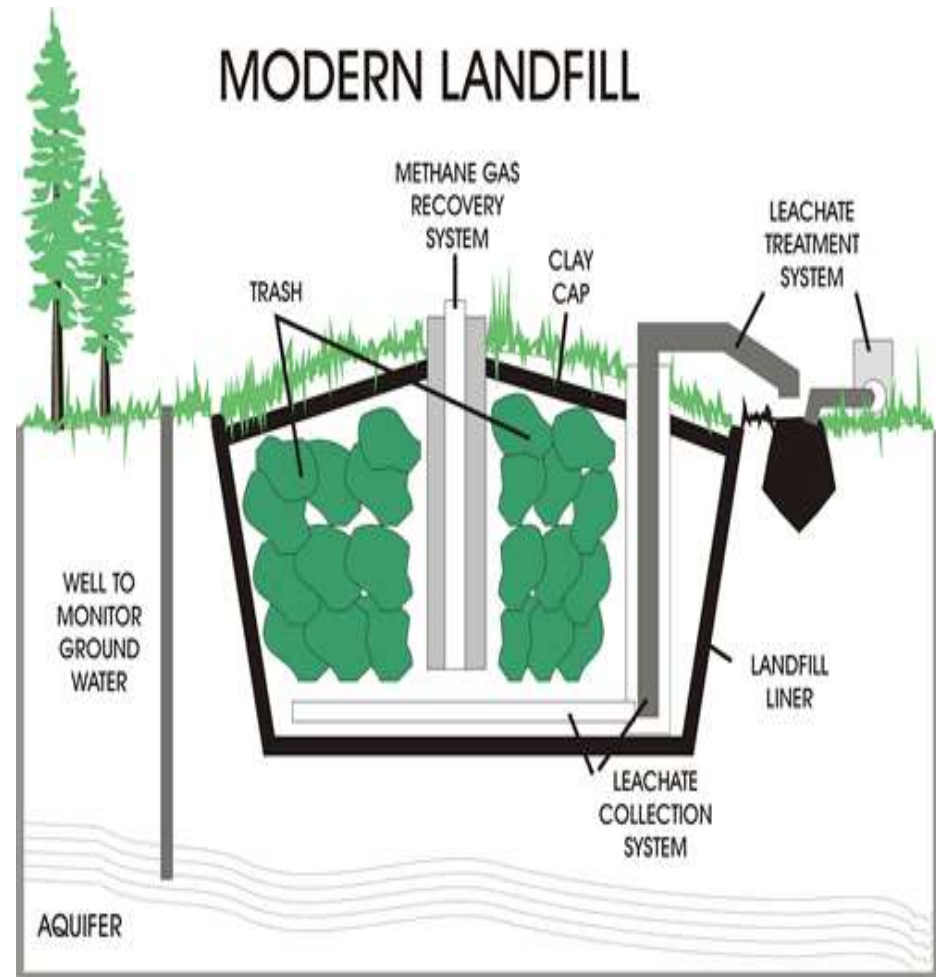 MODERN LANDFILL
METHANE GAS
RECOVERY
SYSTEM
LEACHATE
TREATMENT
SYSTEM
CLAY
CAP
TRASH
WELL TO
MONITOR
GROUND
WATER
LANDFILL
LINER
LEACHATE
COLLECTION
SYSTEM
AQUIFER